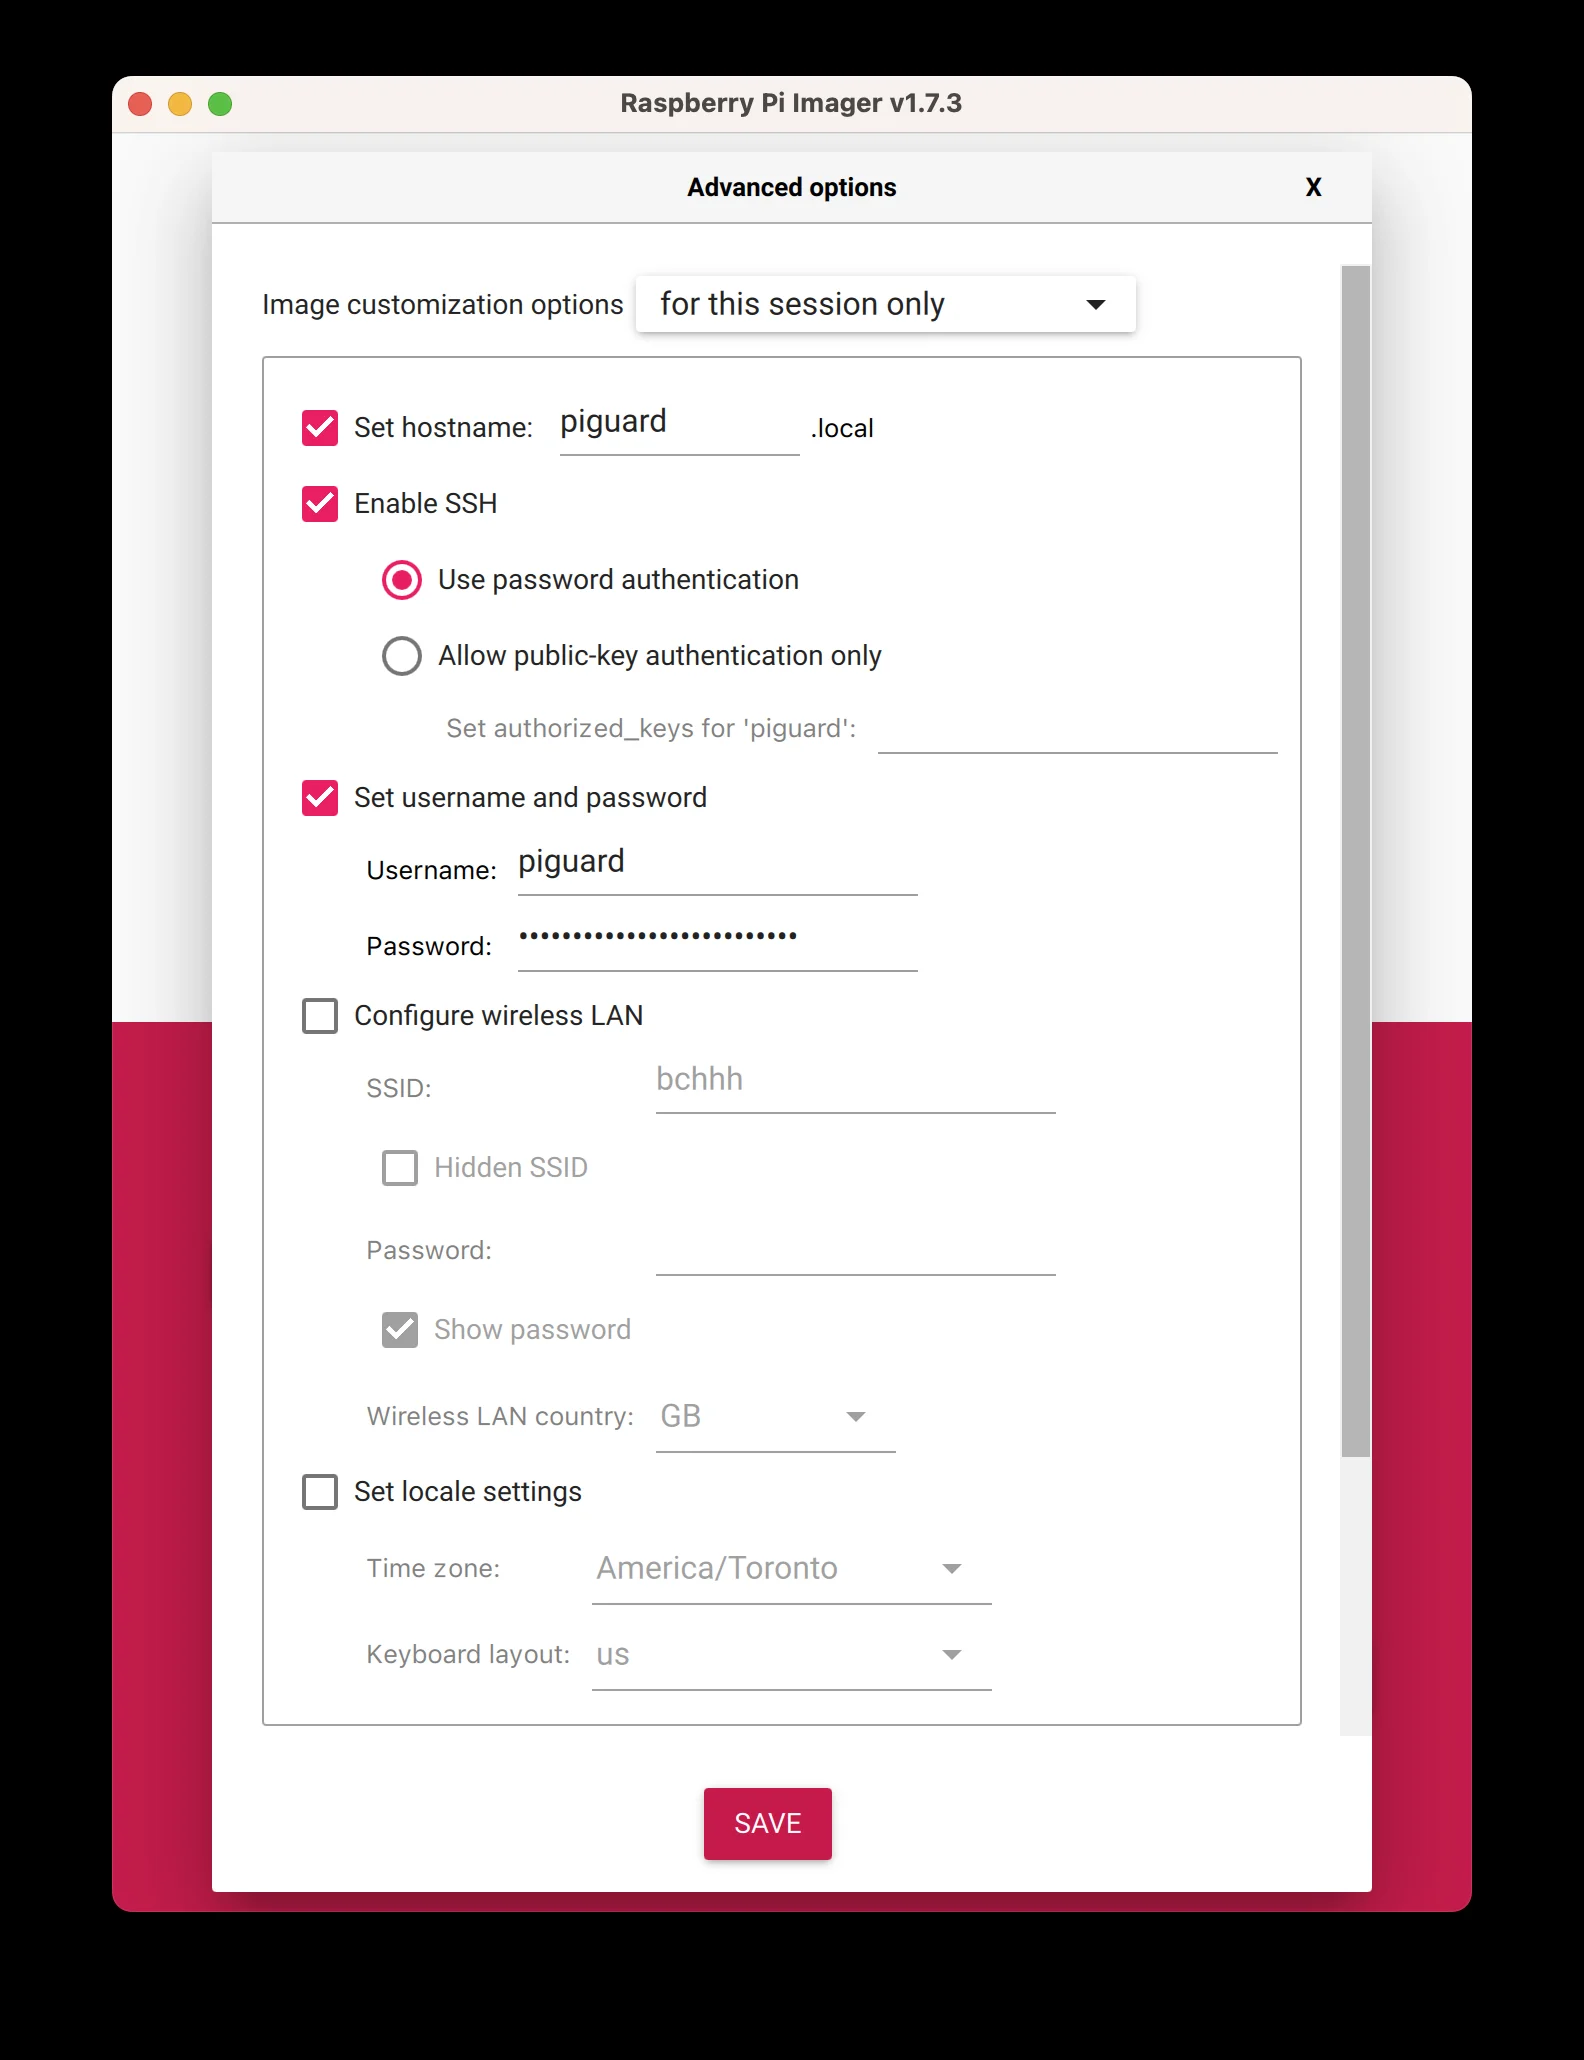 Raspberry Pi Imager v1.7.3
Advanced options X
Image customization options for this session only
Set hostname: piguard .local
Enable SSH
Use password authentication
Allow public-key authentication only
Set authorized_keys for 'piguard':
Set username and password
Username: piguard
Password: ••••••••••••••••••••••••••
Configure wireless LAN
SSID: bchhh
Hidden SSID
Password:
Show password
Wireless LAN country: GB
Set locale settings
Time zone: America/Toronto
Keyboard layout: us
SAVE